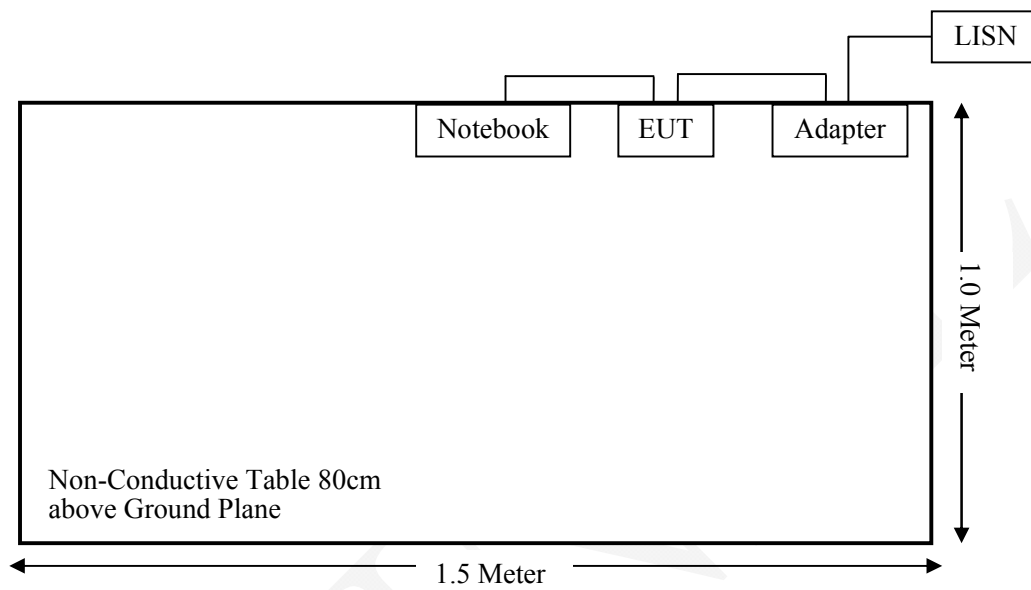 LISN
Notebook
EUT
Adapter
1.0 Meter
Non-Conductive Table 80cm
above Ground Plane
1.5 Meter